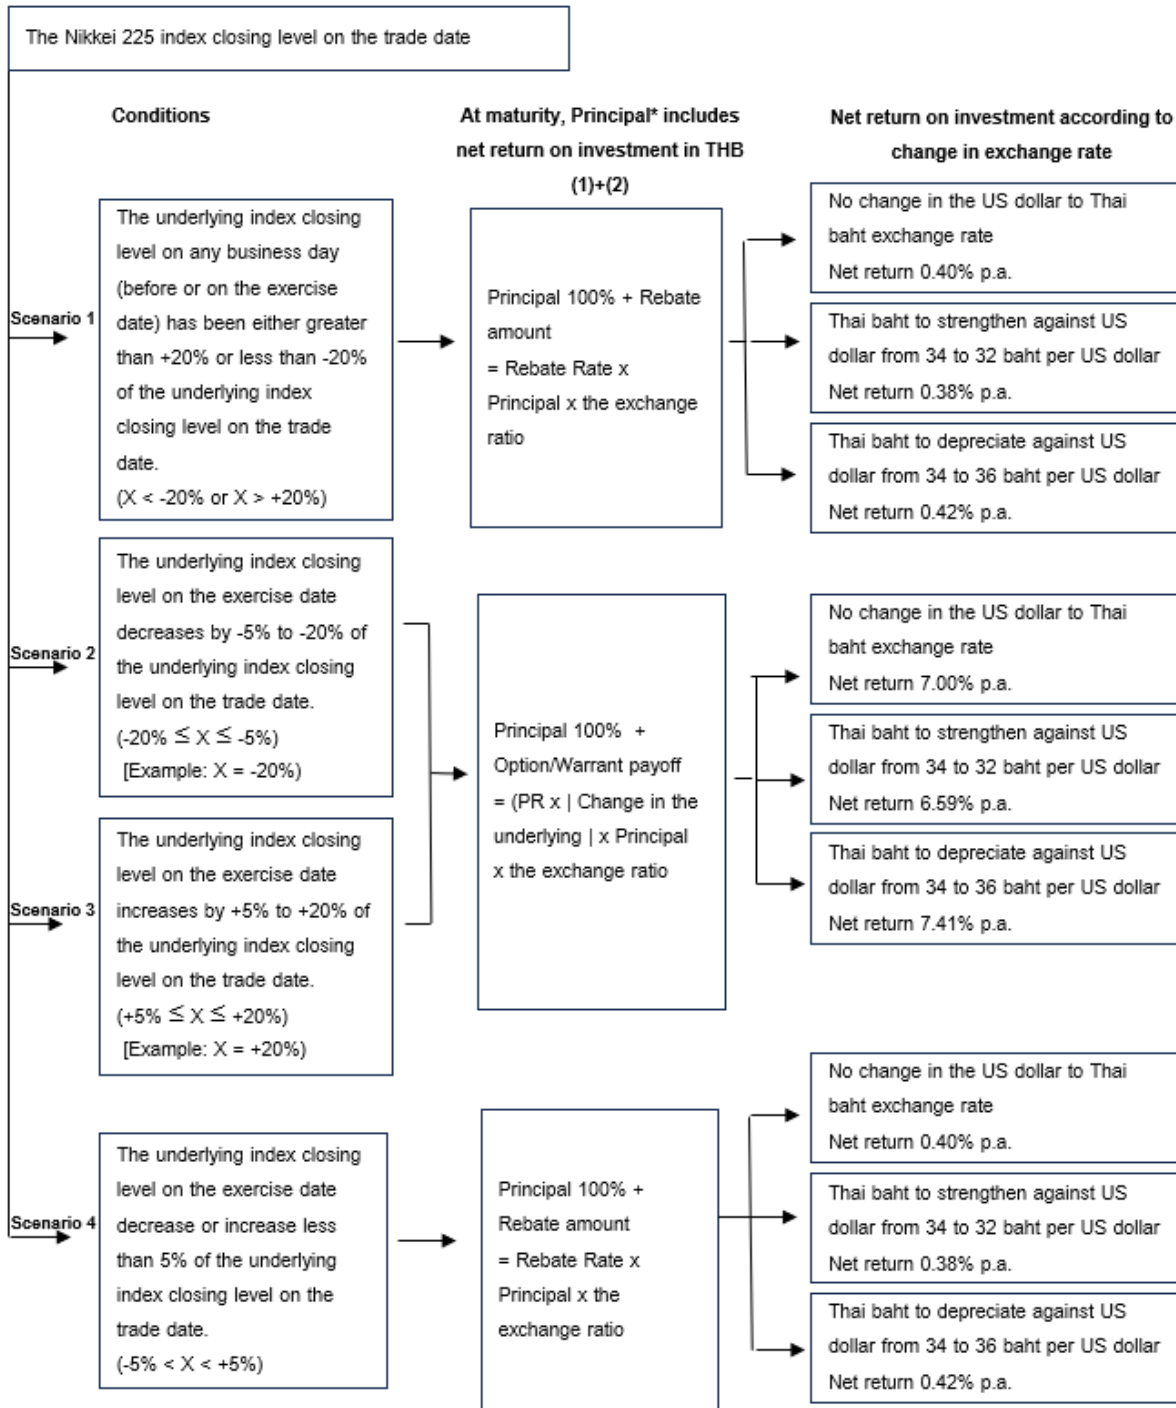 The Nikkei 225 index closing level on the trade date
Conditions
At maturity, Principal* includes
net return on investment in THB
(1)+(2)
Net return on investment according to
change in exchange rate
Scenario 1
The underlying index closing
level on any business day
(before or on the exercise
date) has been either greater
than +20% or less than -20%
of the underlying index
closing level on the trade
date.
(X < -20% or X > +20%)
Principal 100% + Rebate
amount
= Rebate Rate x
Principal x the exchange
ratio
No change in the US dollar to Thai
baht exchange rate
Net return 0.40% p.a.
Thai baht to strengthen against US
dollar from 34 to 32 baht per US dollar
Net return 0.38% p.a.
Thai baht to depreciate against US
dollar from 34 to 36 baht per US dollar
Net return 0.42% p.a.
Scenario 2
The underlying index closing
level on the exercise date
decreases by -5% to -20% of
the underlying index closing
level on the trade date.
(-20% ≤ X ≤ -5%)
[Example: X = -20%)
Scenario 3
The underlying index closing
level on the exercise date
increases by +5% to +20% of
the underlying index closing
level on the trade date.
(+5% ≤ X ≤ +20%)
[Example: X = +20%)
Principal 100% +
Option/Warrant payoff
= (PR x | Change in the
underlying | x Principal
x the exchange ratio
No change in the US dollar to Thai
baht exchange rate
Net return 7.00% p.a.
Thai baht to strengthen against US
dollar from 34 to 32 baht per US dollar
Net return 6.59% p.a.
Thai baht to depreciate against US
dollar from 34 to 36 baht per US dollar
Net return 7.41% p.a.
Scenario 4
The underlying index closing
level on the exercise date
decrease or increase less
than 5% of the underlying
index closing level on the
trade date.
(-5% < X < +5%)
Principal 100% +
Rebate amount
= Rebate Rate x
Principal x the
exchange ratio
No change in the US dollar to Thai
baht exchange rate
Net return 0.40% p.a.
Thai baht to strengthen against US
dollar from 34 to 32 baht per US dollar
Net return 0.38% p.a.
Thai baht to depreciate against US
dollar from 34 to 36 baht per US dollar
Net return 0.42% p.a.